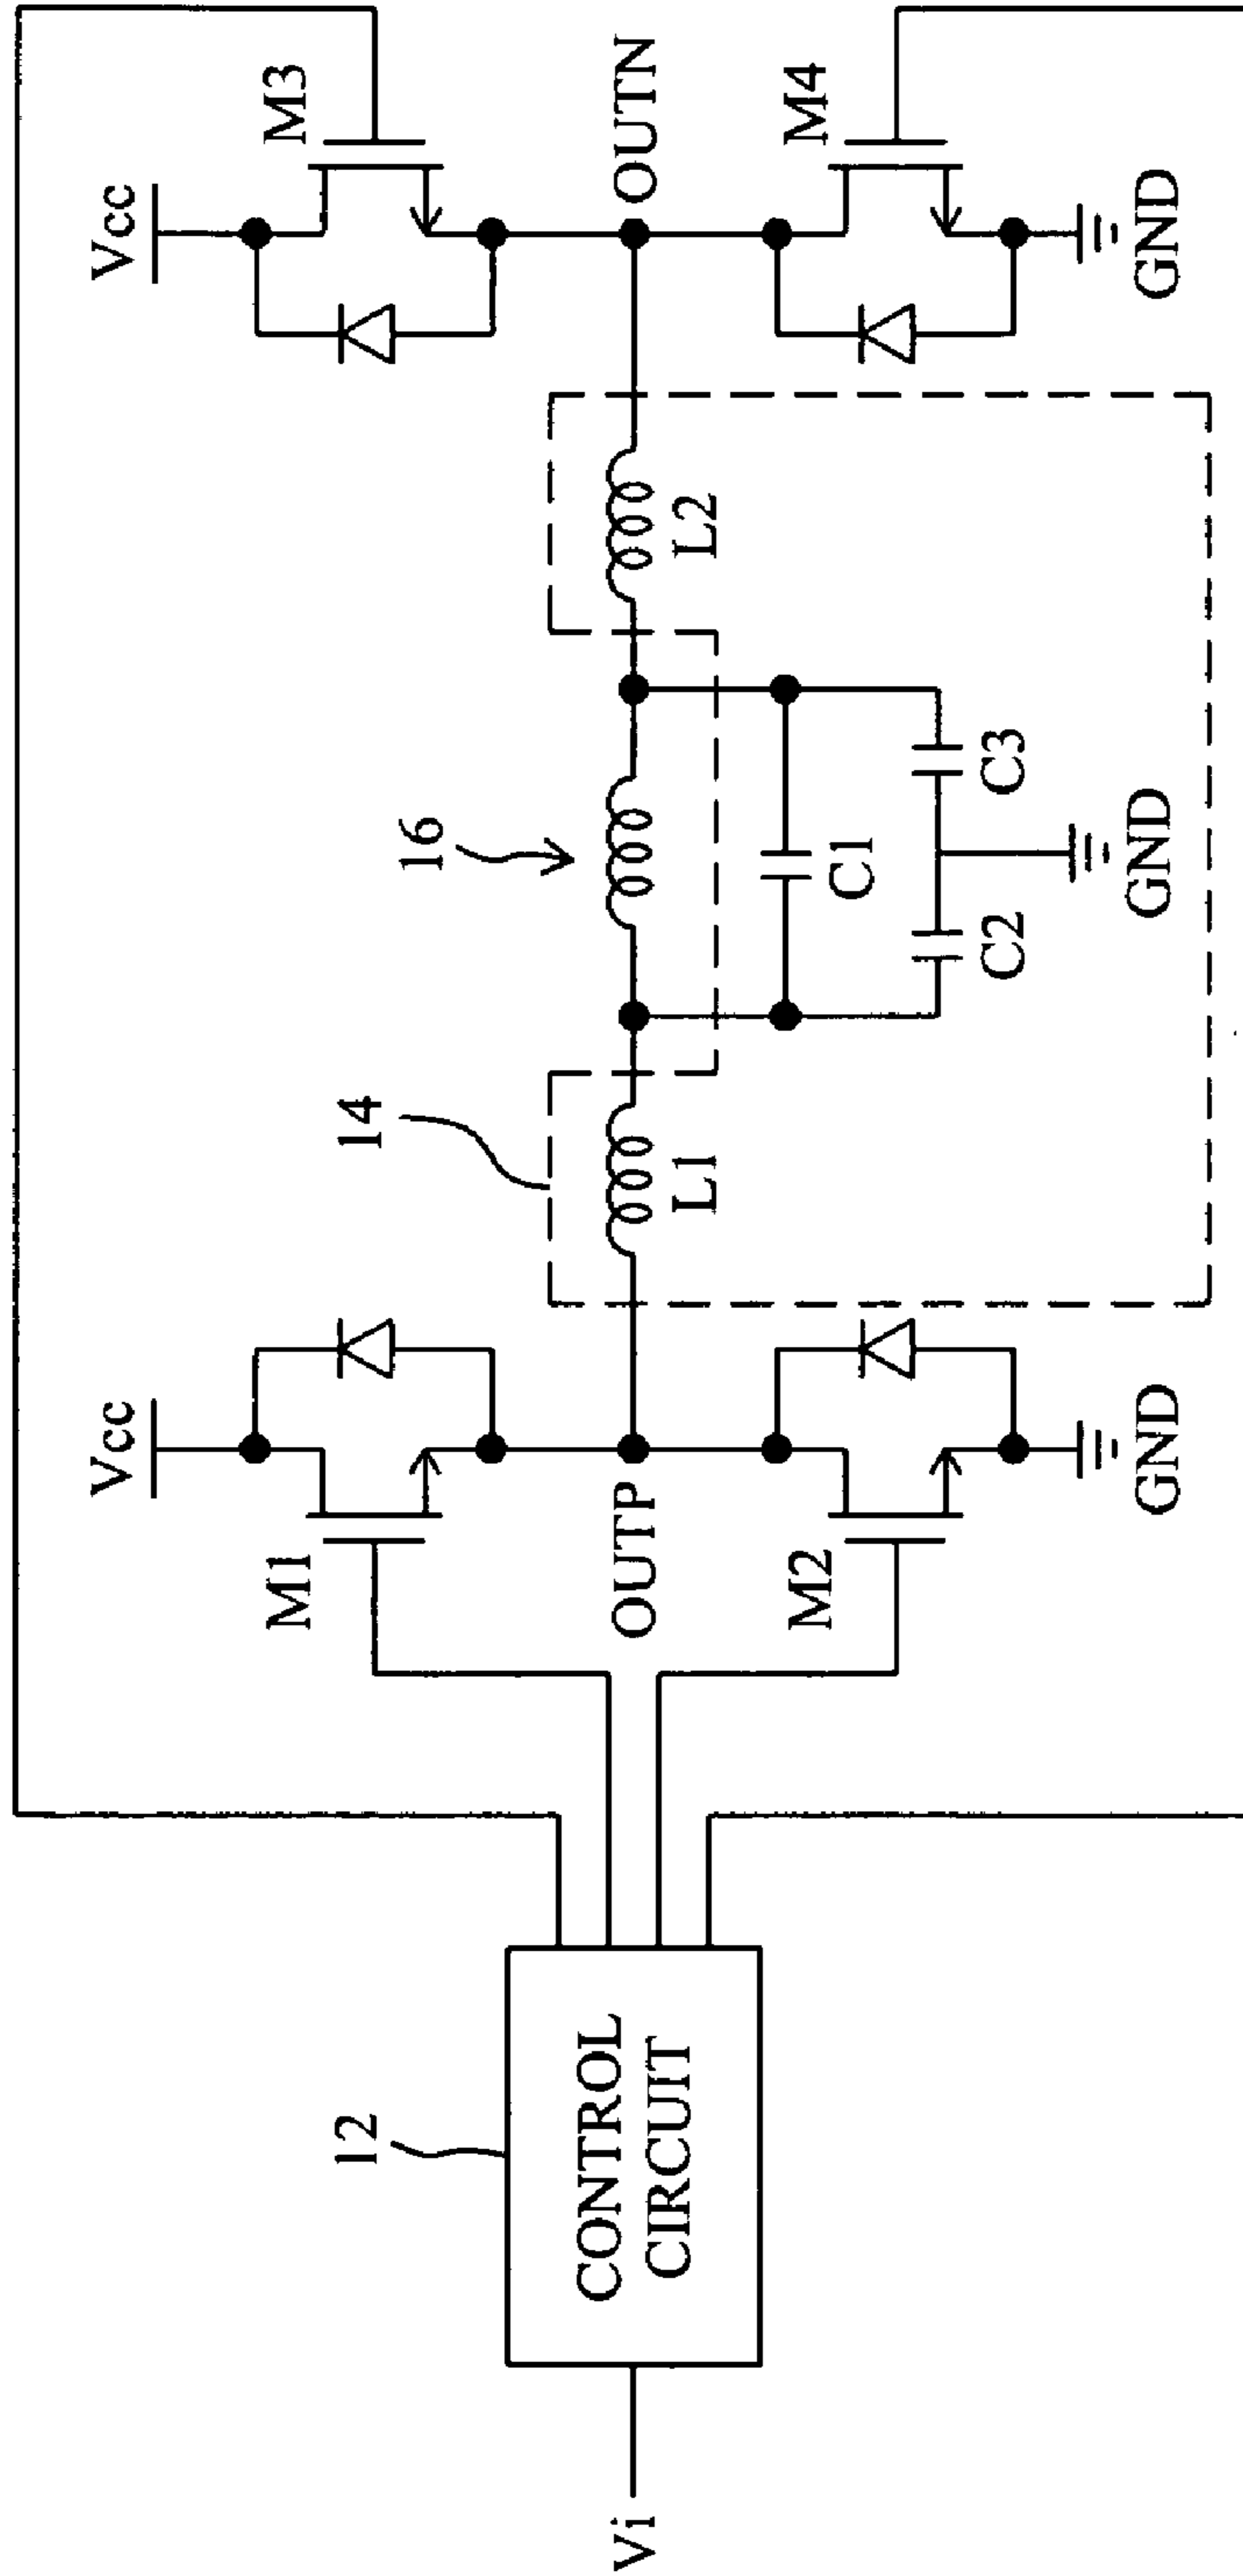 Vi
12
CONTROL
CIRCUIT
Vcc
M1
OUTP
M2
GND
14
L1
16
C1
C2
C3
GND
L2
Vcc
M3
OUTN
M4
GND